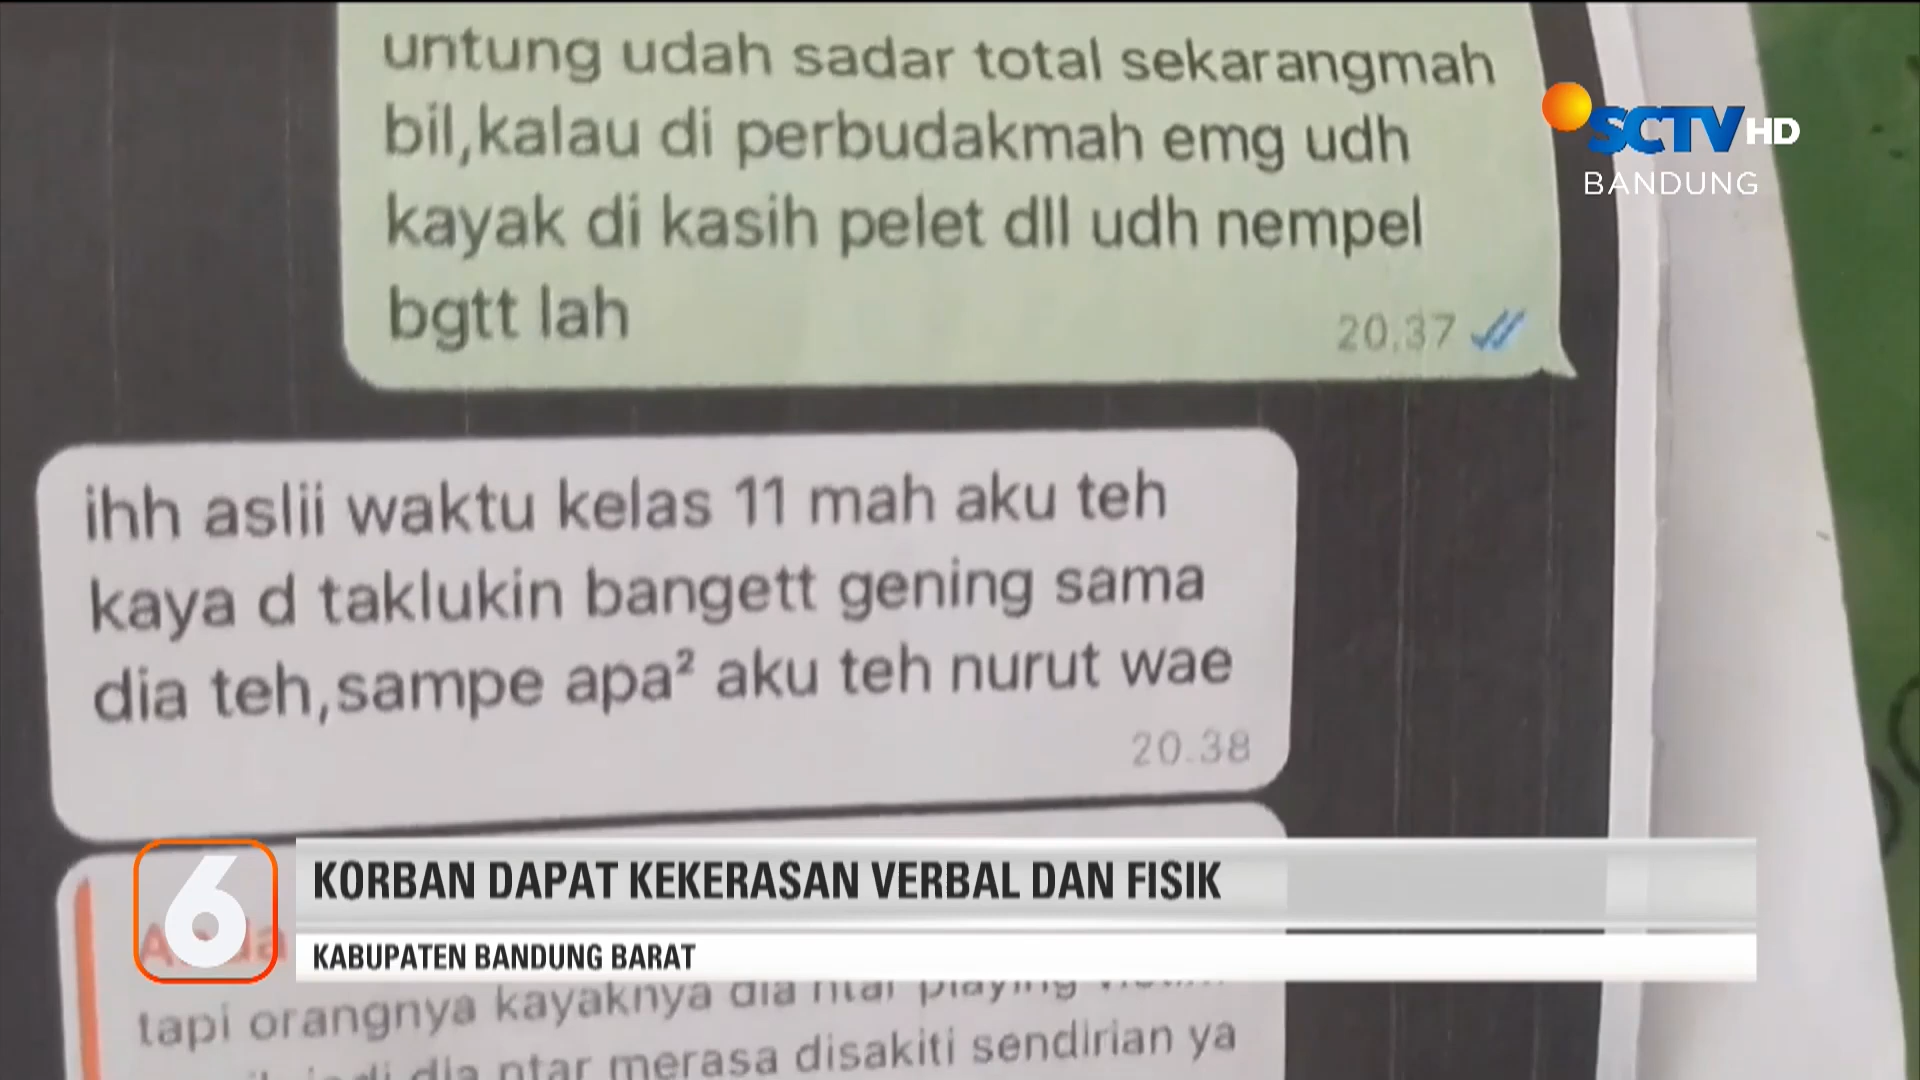 untung udah sadar total sekarangmah
bil,kalau di perbudakmah emg udh
kayak di kasih pelet dll udh nempel
bgtt lah
20.37
SCTV HD
BANDUNG
ihh aslii waktu kelas 11 mah aku teh
kaya d taklukin bangett gening sama
dia teh,sampe apa² aku teh nurut wae
20.38
6
KORBAN DAPAT KEKERASAN VERBAL DAN FISIK
KABUPATEN BANDUNG BARAT
tapi orangnya kayaknya dia ntar playing
dia ntar merasa disakiti sendirian ya